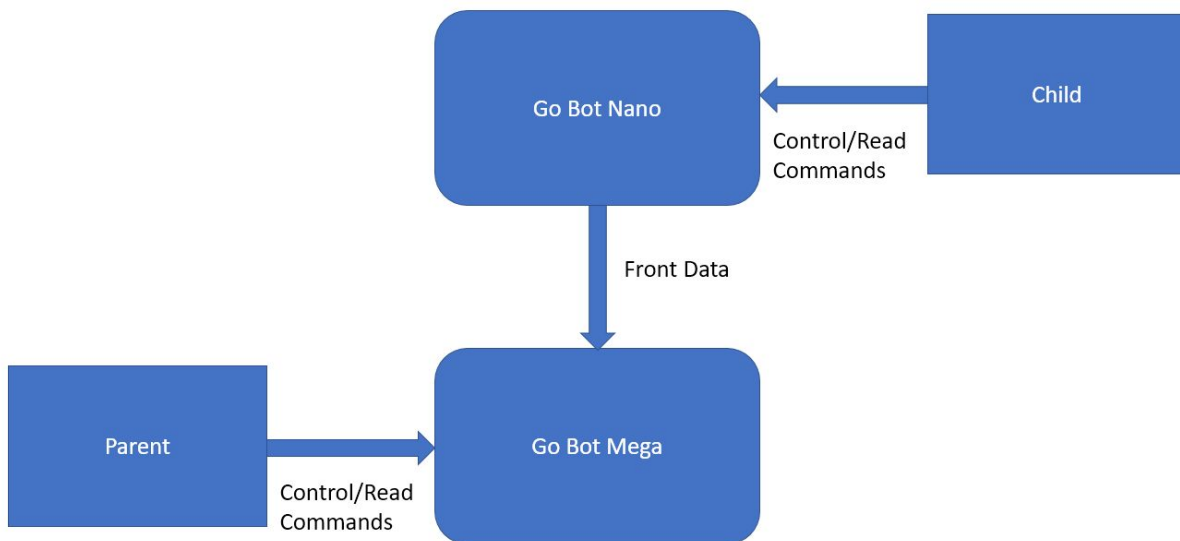 Go Bot Nano
Child
Control/Read
Commands
Front Data
Parent
Go Bot Mega
Control/Read
Commands